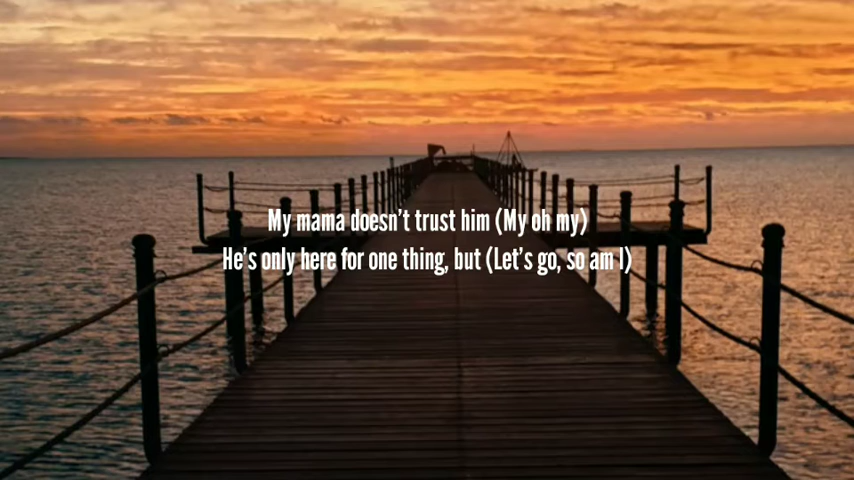 My mama doesn't trust him (My oh my)
He's only here for one thing, but (Let's go, so am I)